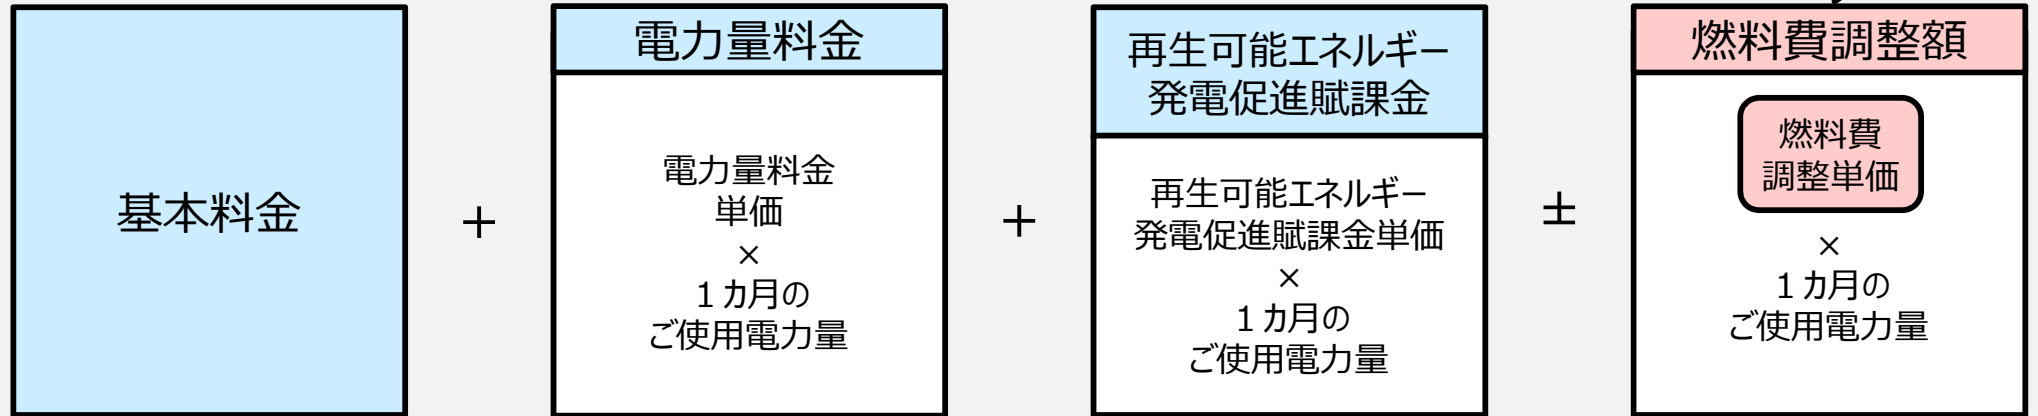 基本料金
+
電力量料金
電力量料金
単価
×
1カ月の
ご使用電力量
+
再生可能エネルギー
発電促進賦課金
再生可能エネルギー
発電促進賦課金単価
×
1カ月の
ご使用電力量
±
燃料費調整額
燃料費
調整単価
×
1カ月の
ご使用電力量